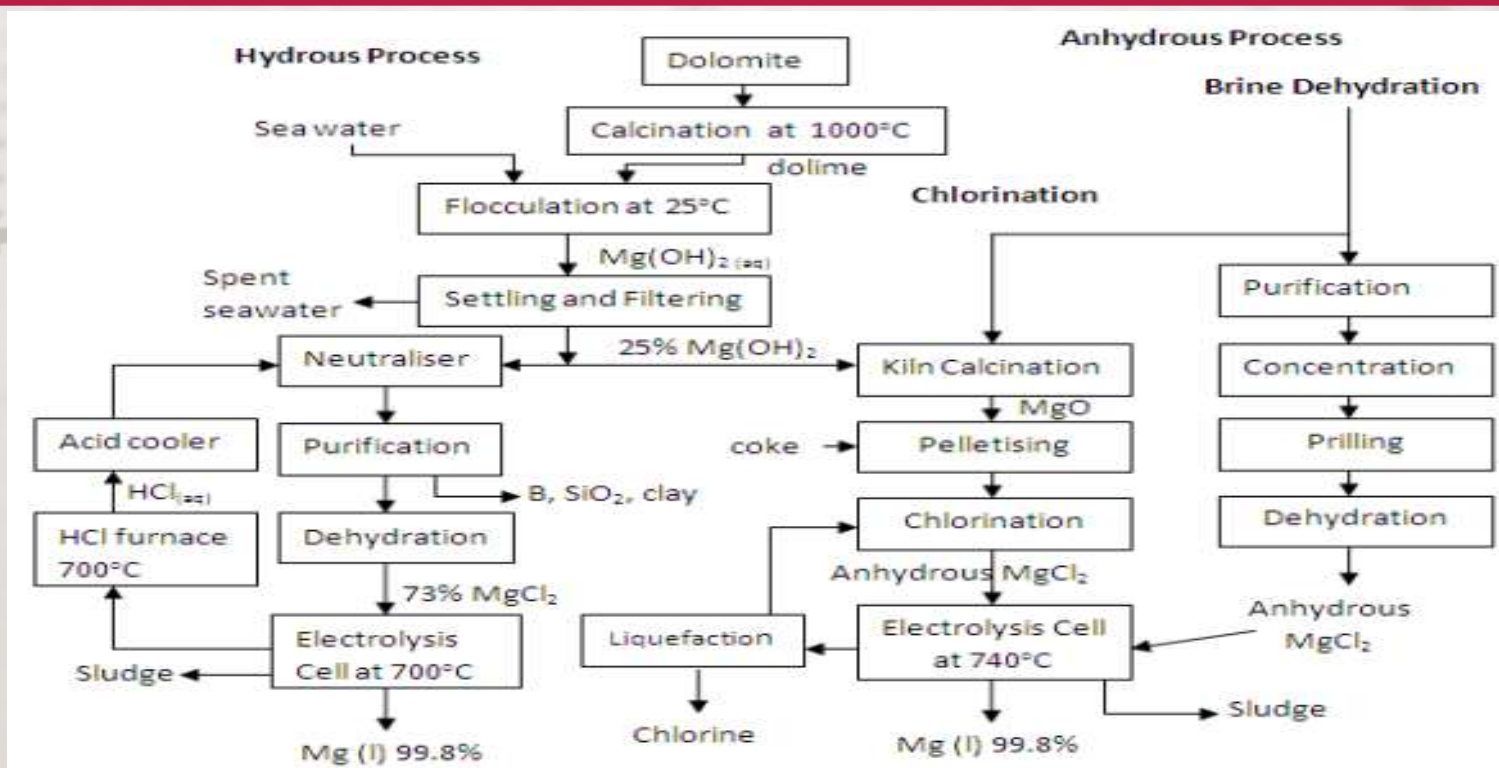 Hydrous Process
Anhydrous Process
Dolomite
Brine Dehydration
Sea water
Calcination at 1000°C
dolime
Chlorination
Flocculation at 25°C
Mg(OH)₂ (aq)
Spent
seawater
Settling and Filtering
Purification
25% Mg(OH)₂
Neutraliser
Kiln Calcination
Concentration
MgO
Acid cooler
Purification
coke
Pelletising
Prilling
HCl(aq)
B, SiO₂, clay
HCl furnace
700°C
Dehydration
Chlorination
Dehydration
Anhydrous MgCl₂
73% MgCl₂
Electrolysis
Cell at 700°C
Liquefaction
Electrolysis Cell
at 740°C
Anhydrous
MgCl₂
Sludge
Sludge
Chlorine
Mg (l) 99.8%
Mg (l) 99.8%